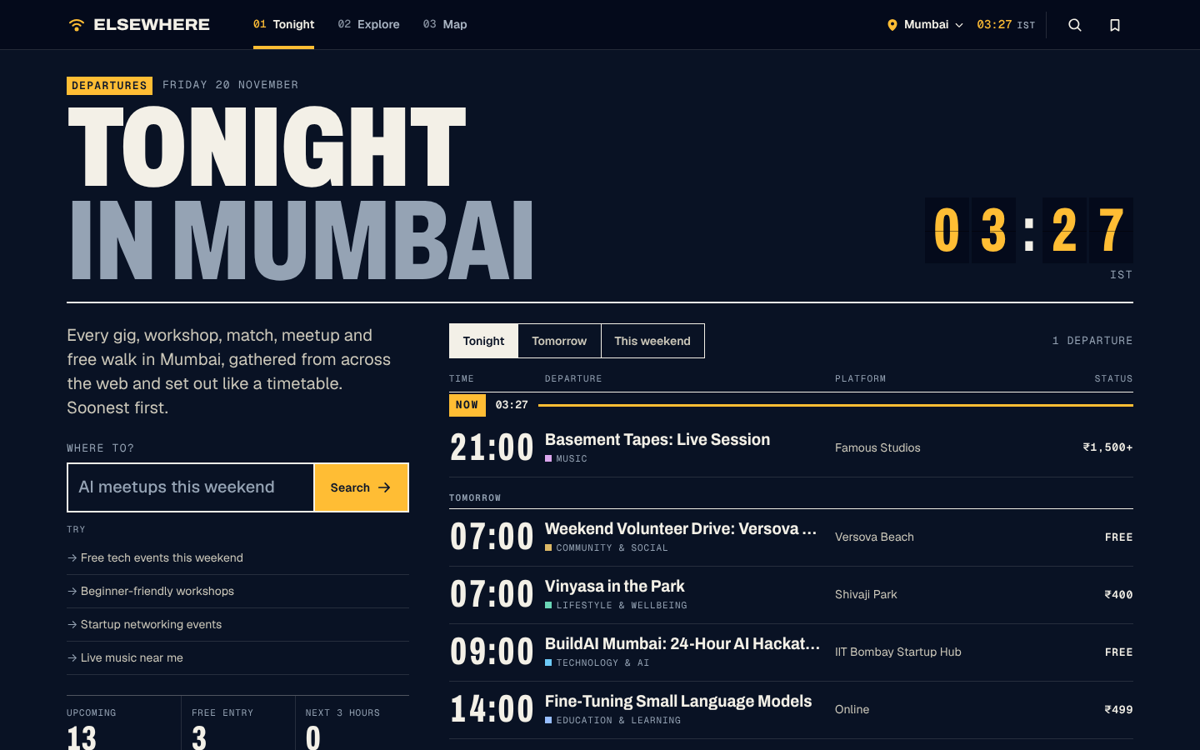 ELSEWHERE
01 Tonight
02 Explore
03 Map
Mumbai
03:27 IST
DEPARTURES FRIDAY 20 NOVEMBER
TONIGHT
IN MUMBAI
03:27
IST
Every gig, workshop, match, meetup and
free walk in Mumbai, gathered from across
the web and set out like a timetable.
Soonest first.
WHERE TO?
AI meetups this weekend
Search →
TRY
→ Free tech events this weekend
→ Beginner-friendly workshops
→ Startup networking events
→ Live music near me
UPCOMING
13
FREE ENTRY
3
NEXT 3 HOURS
0
Tonight
Tomorrow
This weekend
1 DEPARTURE
TIME DEPARTURE PLATFORM STATUS
NOW 03:27
21:00 Basement Tapes: Live Session Famous Studios ₹1,500+
MUSIC
TOMORROW
07:00 Weekend Volunteer Drive: Versova ... Versova Beach FREE
COMMUNITY & SOCIAL
07:00 Vinyasa in the Park Shivaji Park ₹400
LIFESTYLE & WELLBEING
09:00 BuildAI Mumbai: 24-Hour AI Hackat... IIT Bombay Startup Hub FREE
TECHNOLOGY & AI
14:00 Fine-Tuning Small Language Models Online ₹499
EDUCATION & LEARNING